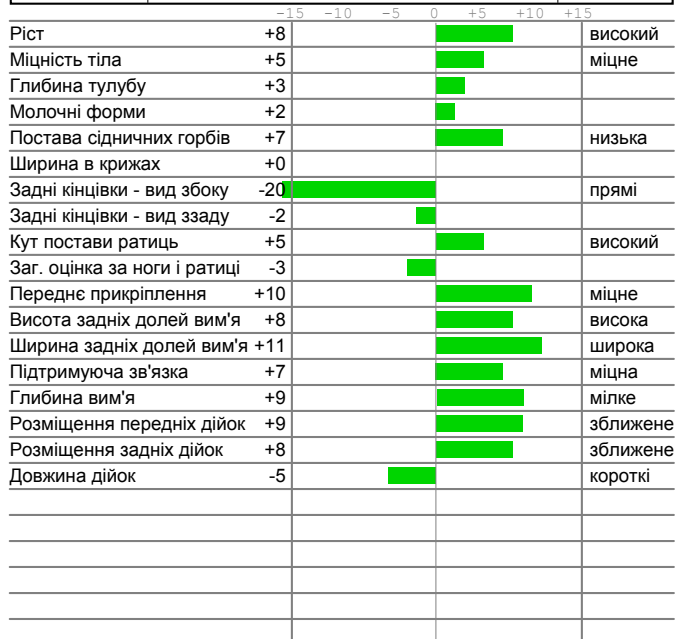 -15 -10 -5 0 +5 +10 +15
Ріст +8 високий
Міцність тіла +5 міцне
Глибина тулубу +3
Молочні форми +2
Постава сідничних горбів +7 низька
Ширина в крижах +0
Задні кінцівки - вид збоку -20 прямі
Задні кінцівки - вид ззаду -2
Кут постави ратиць +5 високий
Заг. оцінка за ноги і ратиці -3
Переднє прикріплення +10 міцне
Висота задніх долей вим'я +8 висока
Ширина задніх долей вим'я +11 широка
Підтримуюча зв'язка +7 міцна
Глибина вим'я +9 мілке
Розміщення передніх дійок +9 зближене
Розміщення задніх дійок +8 зближене
Довжина дійок -5 короткі